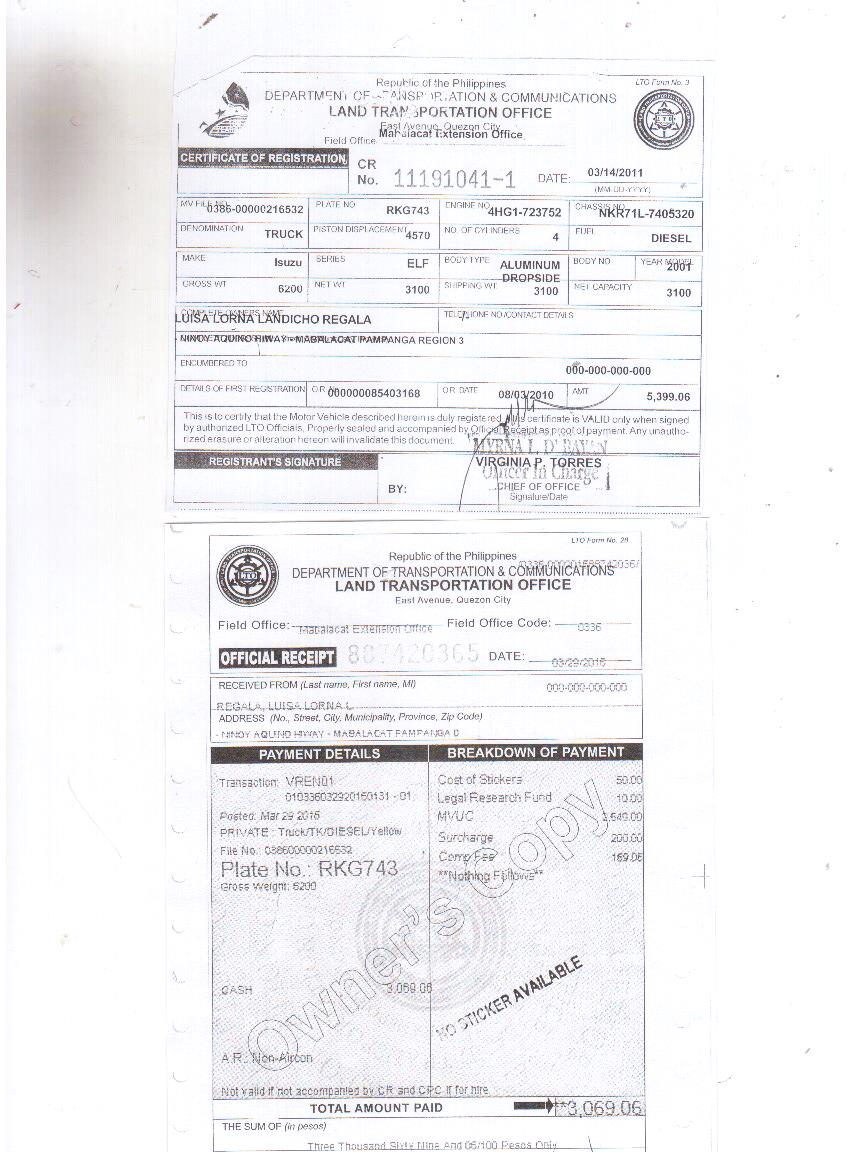 LTO Form No. 3
Republic of the Philippines
DEPARTMENT OF TRANSPORTATION & COMMUNICATIONS
LAND TRANSPORTATION OFFICE
East Avenue, Quezon City
Field Office Mabalacat Extension Office
CERTIFICATE OF REGISTRATION
CR No. 11191041-1 DATE: 03/14/2011
(MM-DD-YYYY)
MV FILE NO. 0386-00000216532 PLATE NO RKG743 ENGINE NO 4HG1-723752 CHASSIS NO NKR71L-7405320
DENOMINATION TRUCK PISTON DISPLACEMENT 4570 NO. OF CYLINDERS 4 FUEL DIESEL
MAKE Isuzu SERIES ELF BODY TYPE ALUMINUM DROPSIDE BODY NO YEAR MODEL 2001
GROSS WT 6200 NET WT 3100 SHIPPING WT 3100 NET CAPACITY 3100
COMPLETE OWNER'S NAME TELEPHONE NO/CONTACT DETAILS
LUISA LORNA LANDICHO REGALA
NINOY AQUINO HIWAY - MABALACAT PAMPANGA REGION 3
ENCUMBERED TO 000-000-000-000
DETAILS OF FIRST REGISTRATION O.R. NO 000000085403168 O.R DATE 08/03/2010 AMT 5,399.06
This is to certify that the Motor Vehicle described herein is duly registered. This certificate is VALID only when signed
by authorized LTO Officials, Properly sealed and accompanied by Official Receipt as proof of payment. Any unautho-
rized erasure or alteration hereon will invalidate this document.
REGISTRANT'S SIGNATURE
BY:
MYRNA L. D.
VIRGINIA P. TORRES
Officer In Charge
CHIEF OF OFFICE
Signature/Date
LTO Form No. 28
Republic of the Philippines
DEPARTMENT OF TRANSPORTATION & COMMUNICATIONS
LAND TRANSPORTATION OFFICE
East Avenue, Quezon City
Field Office: Mabalacat Extension Office Field Office Code: 0336
OFFICIAL RECEIPT 887420365 DATE: 03/29/2016
RECEIVED FROM (Last name, First name, MI) 000-000-000-000
REGALA, LUISA LORNA L
ADDRESS (No., Street, City, Municipality, Province, Zip Code)
- NINOY AQUINO HIWAY - MABALACAT PAMPANGA 0
PAYMENT DETAILS BREAKDOWN OF PAYMENT
Transaction: VREN01 Cost of Stickers 50.00
010336032920160131 - 01 Legal Research Fund 10.00
Posted: Mar 29 2016 MVUC 2,640.00
PRIVATE : Truck/TK/DIESEL/Yellow Surcharge 200.00
File No.: 038600000216532 Comp Fee 169.06
Plate No.: RKG743 **Nothing Follows**
Gross Weight: 6200
Owner's Copy
CASH 3,069.06
NO STICKER AVAILABLE
A.R.: Non-Aircon
Not valid if not accompanied by CR and CPC if for hire
TOTAL AMOUNT PAID **3,069.06
THE SUM OF (in pesos)
Three Thousand Sixty Nine And 06/100 Pesos Only